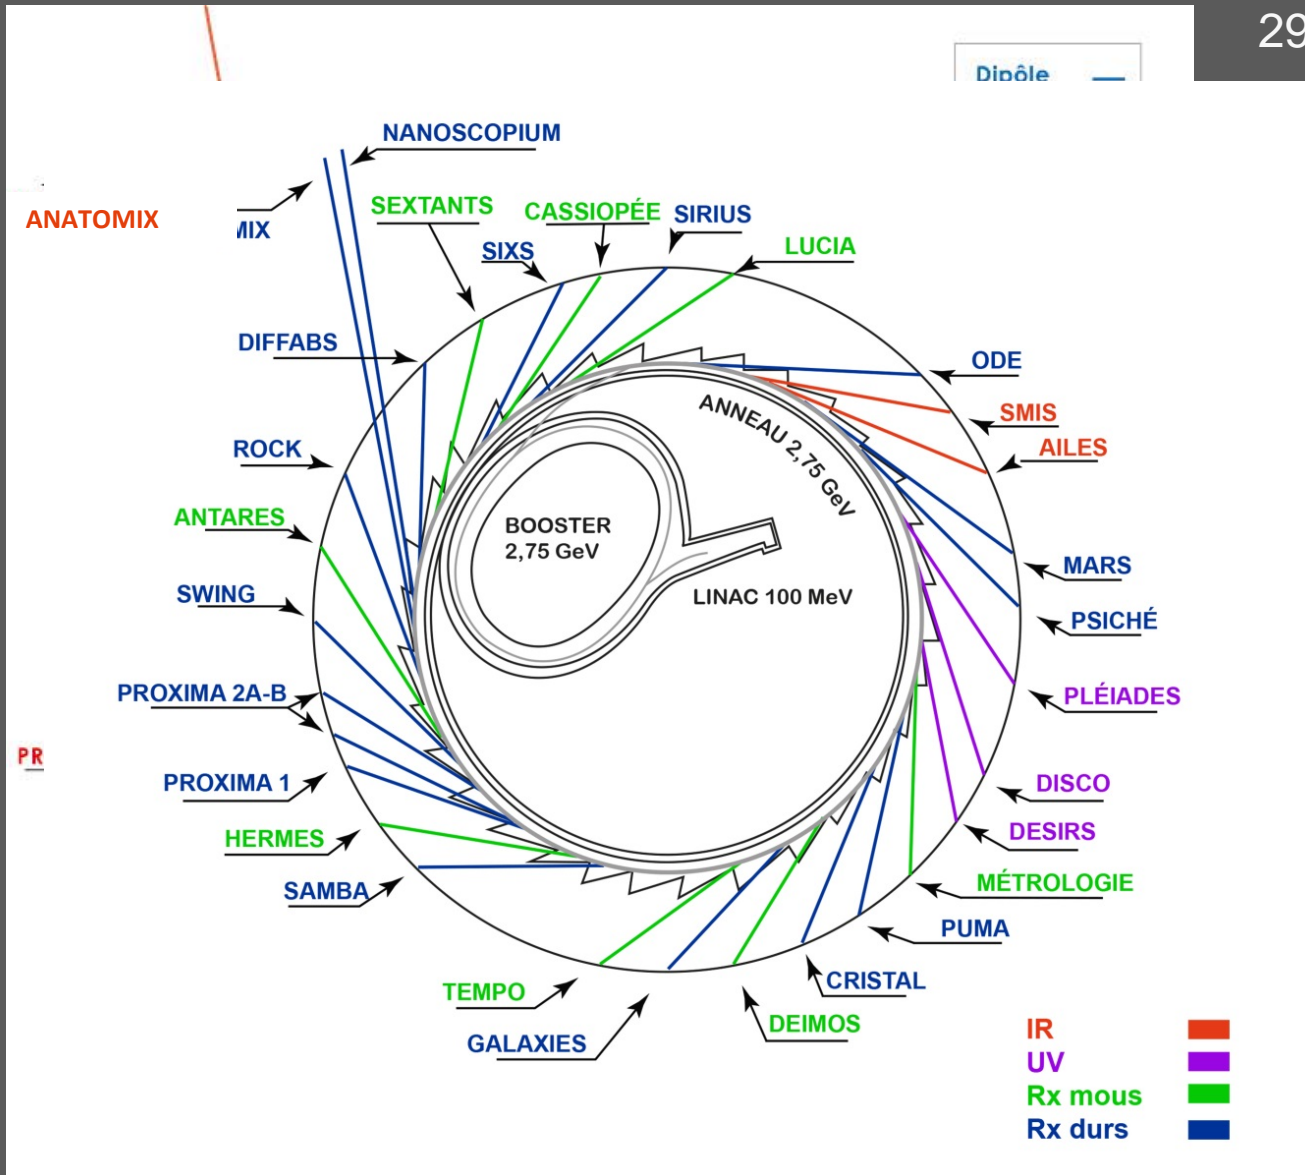 29
Dipôle
NANOSCOPIUM
ANATOMIX
MIX
SEXTANTS
CASSIOPÉE
SIRIUS
SIXS
LUCIA
DIFFABS
ODE
SMIS
AILES
ROCK
ANTARES
SWING
PROXIMA 2A-B
PROXIMA 1
HERMES
SAMBA
ANNEAU 2,75 GeV
BOOSTER
2,75 GeV
LINAC 100 MeV
MARS
PSICHÉ
PLÉIADES
DISCO
DESIRS
MÉTROLOGIE
PUMA
CRISTAL
DEIMOS
TEMPO
GALAXIES
PR
IR
UV
Rx mous
Rx durs